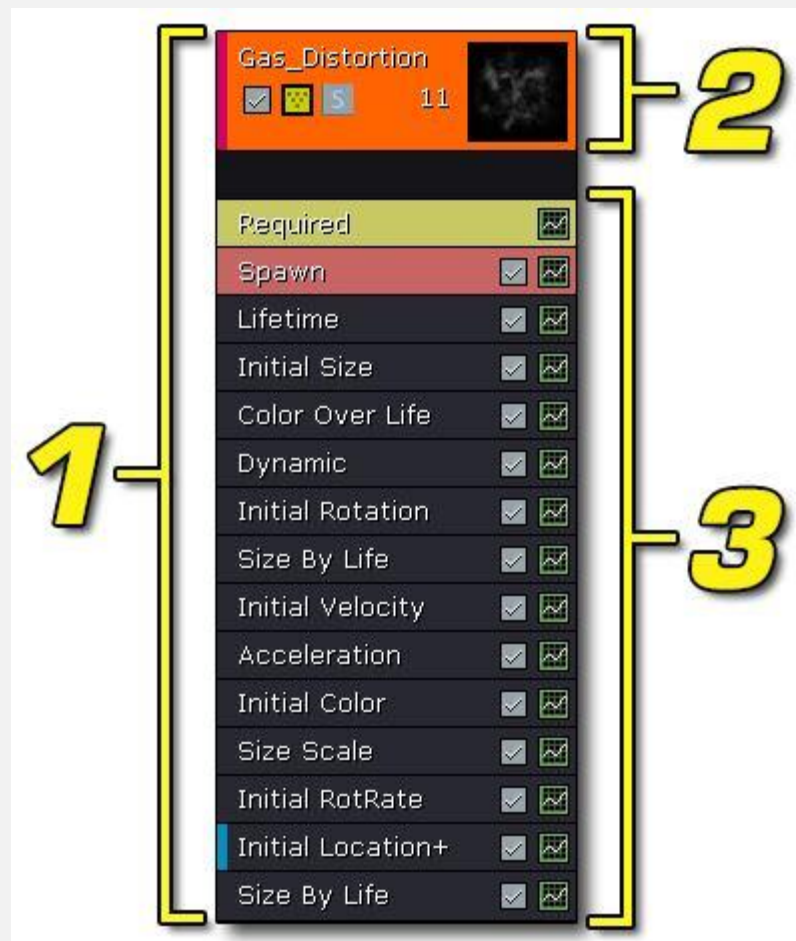 1
2
3
Gas_Distortion
S 11
Required
Spawn
Lifetime
Initial Size
Color Over Life
Dynamic
Initial Rotation
Size By Life
Initial Velocity
Acceleration
Initial Color
Size Scale
Initial RotRate
Initial Location+
Size By Life